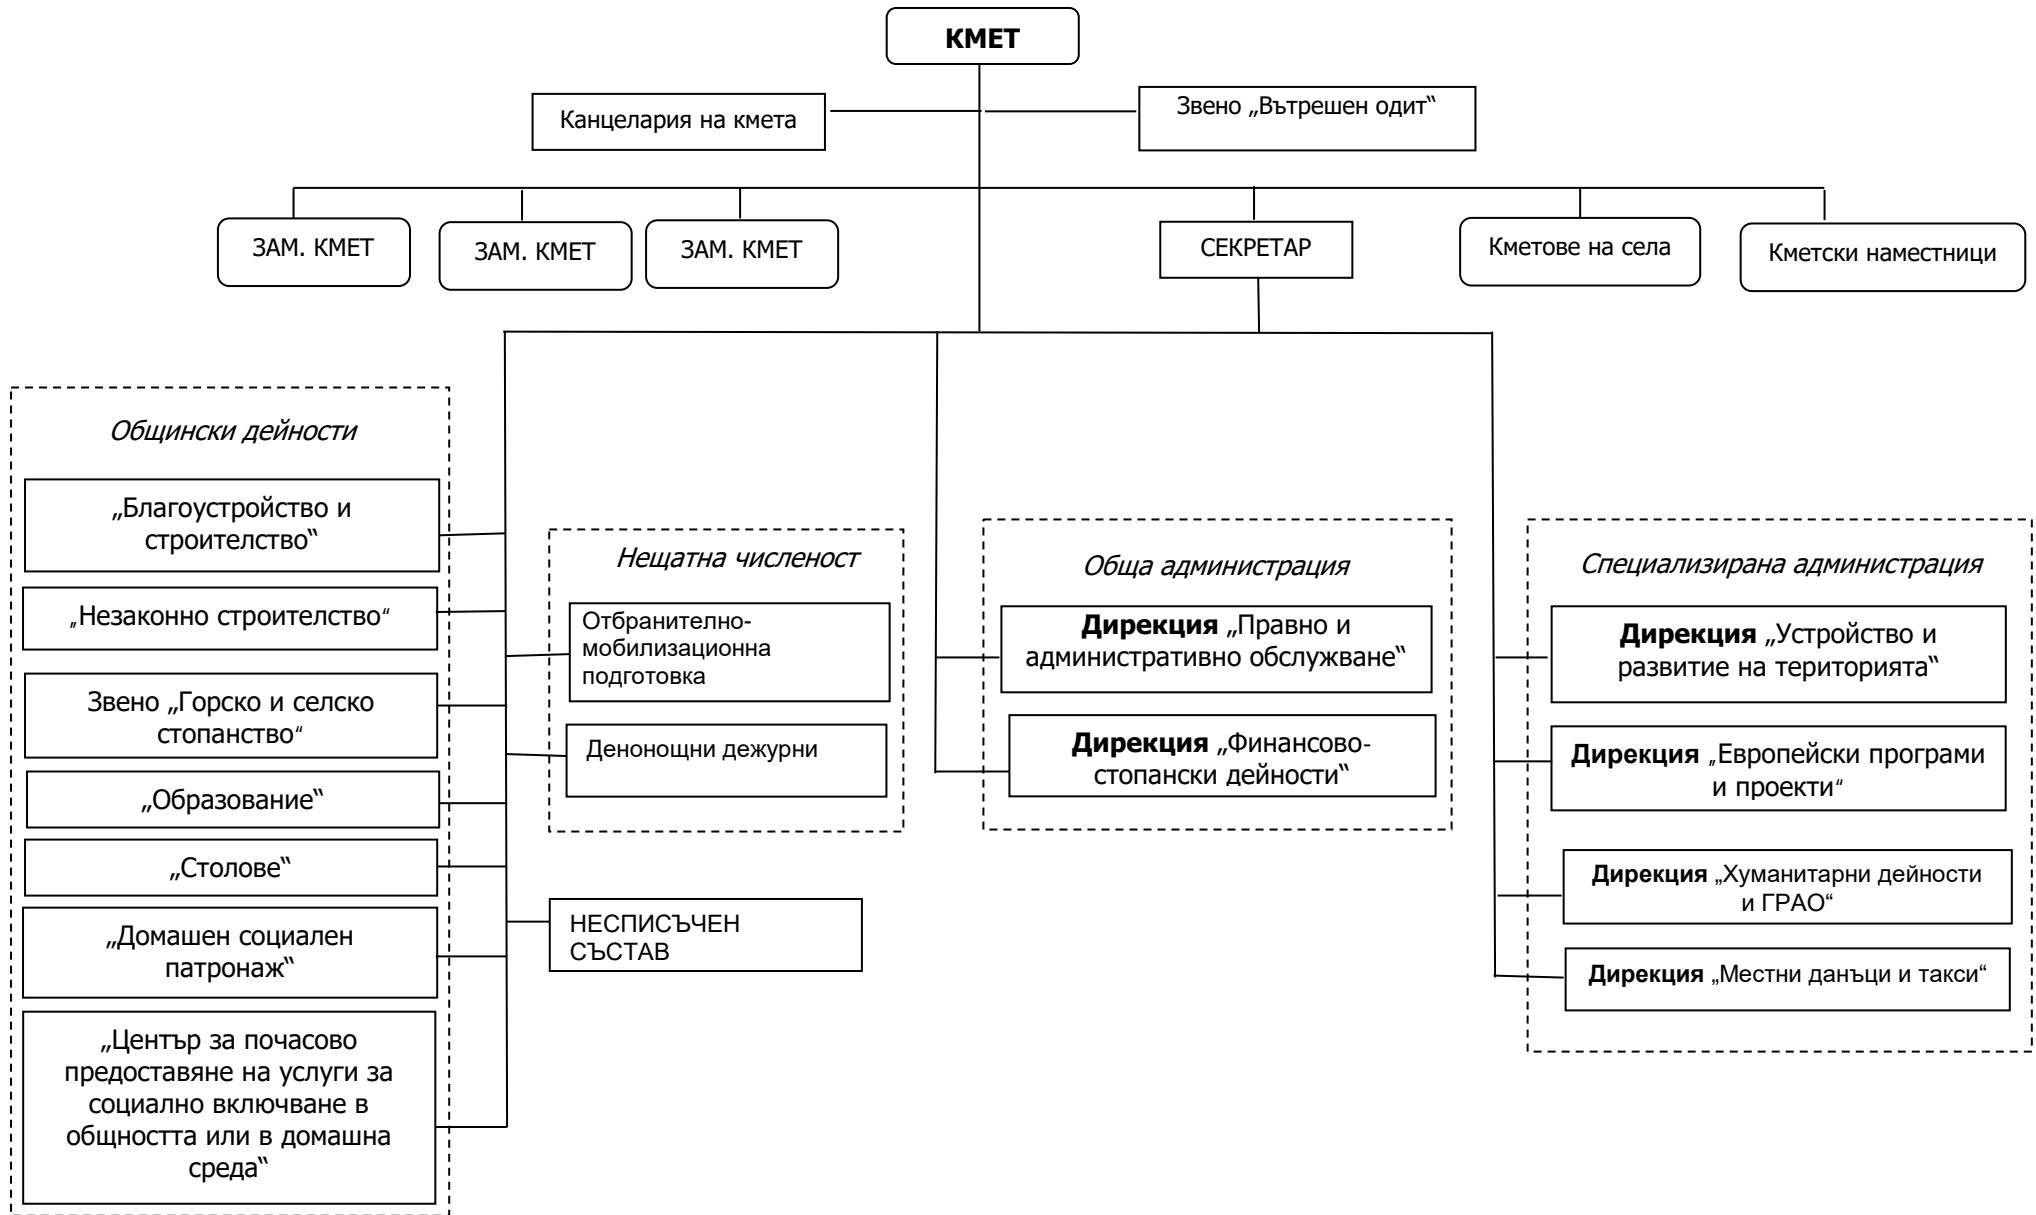 КМЕТ
Канцелария на кмета
Звено „Вътрешен одит“
ЗАМ. КМЕТ
ЗАМ. КМЕТ
ЗАМ. КМЕТ
СЕКРЕТАР
Кметове на села
Кметски наместници
Общински дейности
„Благоустройство и
строителство“
„Незаконно строителство“
Звено „Горско и селско
стопанство“
„Образование“
„Столове“
„Домашен социален
патронаж“
„Център за почасово
предоставяне на услуги за
социално включване в
общността или в домашна
среда“
Нещатна численост
Отбранително-
мобилизационна
подготовка
Денонощни дежурни
НЕСПИСЪЧЕН
СЪСТАВ
Обща администрация
Дирекция „Правно и
административно обслужване“
Дирекция „Финансово-
стопански дейности“
Специализирана администрация
Дирекция „Устройство и
развитие на територията“
Дирекция „Европейски програми
и проекти“
Дирекция „Хуманитарни дейности
и ГРАО“
Дирекция „Местни данъци и такси“